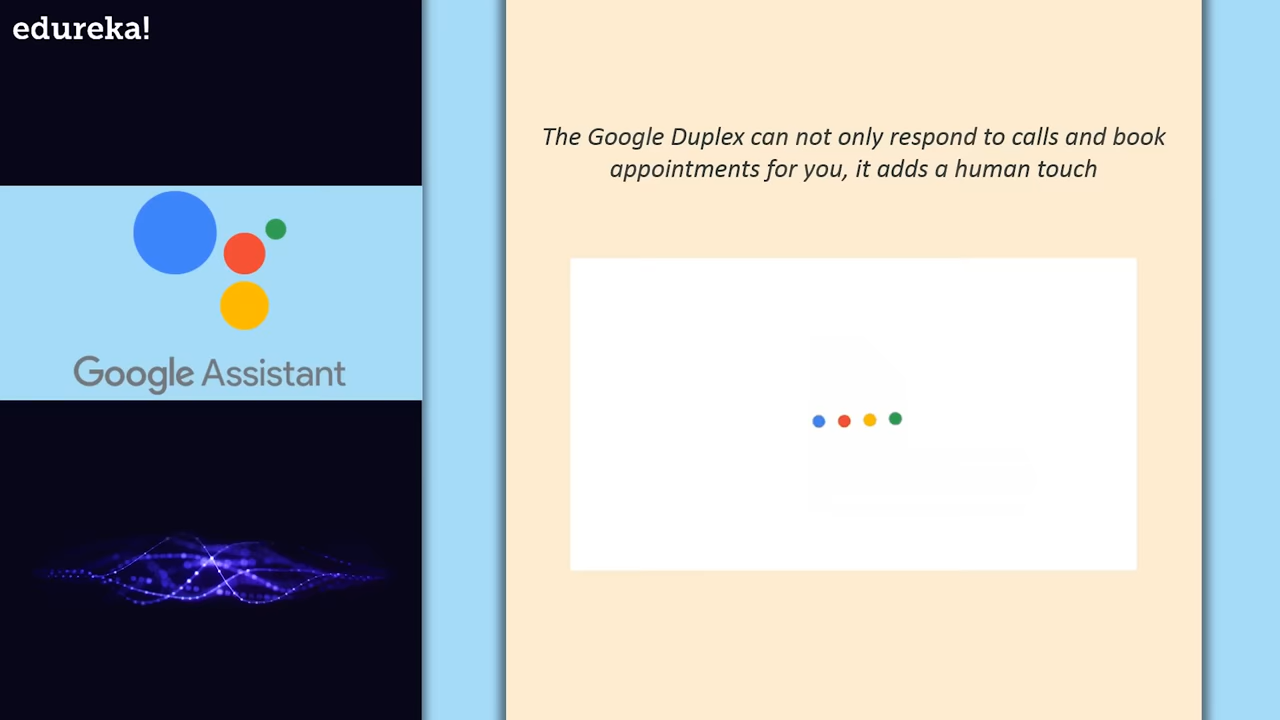 edureka!
Google Assistant
The Google Duplex can not only respond to calls and book
appointments for you, it adds a human touch